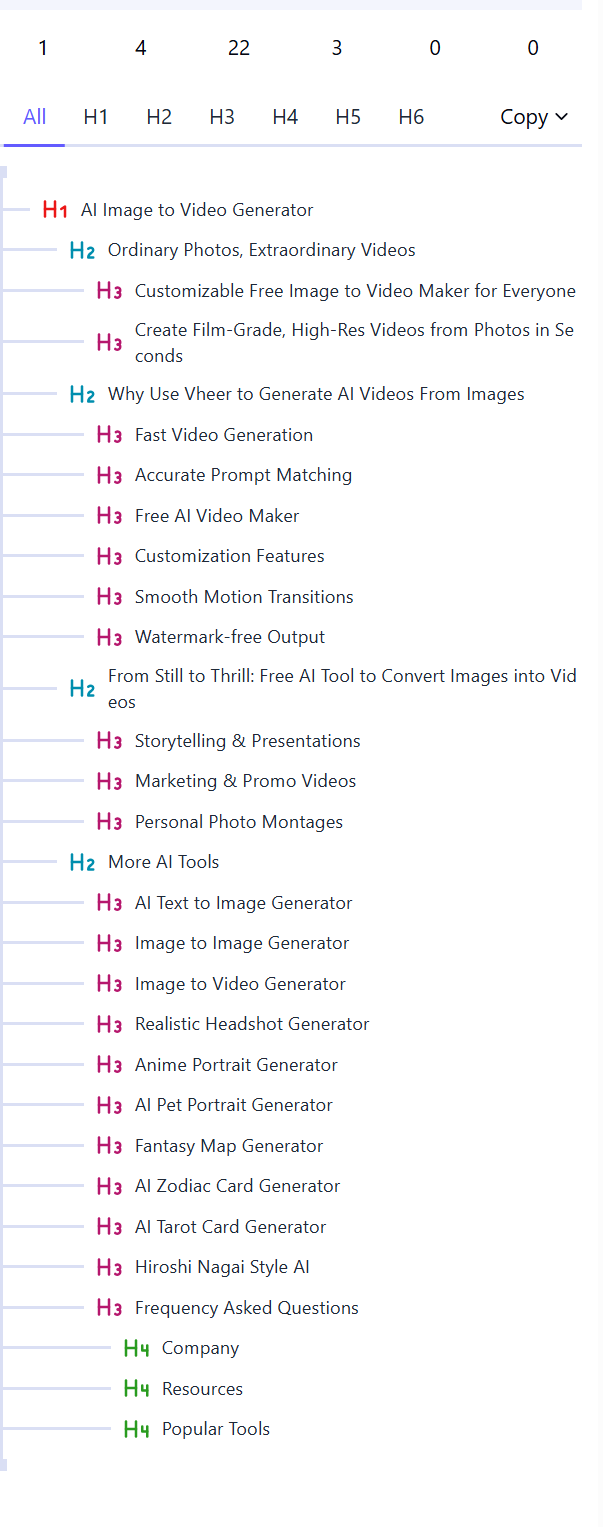 1 4 22 3 0 0
All H1 H2 H3 H4 H5 H6 Copy
H1 AI Image to Video Generator
H2 Ordinary Photos, Extraordinary Videos
H3 Customizable Free Image to Video Maker for Everyone
H3 Create Film-Grade, High-Res Videos from Photos in Se
conds
H2 Why Use Vheer to Generate AI Videos From Images
H3 Fast Video Generation
H3 Accurate Prompt Matching
H3 Free AI Video Maker
H3 Customization Features
H3 Smooth Motion Transitions
H3 Watermark-free Output
H2 From Still to Thrill: Free AI Tool to Convert Images into Vid
eos
H3 Storytelling & Presentations
H3 Marketing & Promo Videos
H3 Personal Photo Montages
H2 More AI Tools
H3 AI Text to Image Generator
H3 Image to Image Generator
H3 Image to Video Generator
H3 Realistic Headshot Generator
H3 Anime Portrait Generator
H3 AI Pet Portrait Generator
H3 Fantasy Map Generator
H3 AI Zodiac Card Generator
H3 AI Tarot Card Generator
H3 Hiroshi Nagai Style AI
H3 Frequency Asked Questions
H4 Company
H4 Resources
H4 Popular Tools